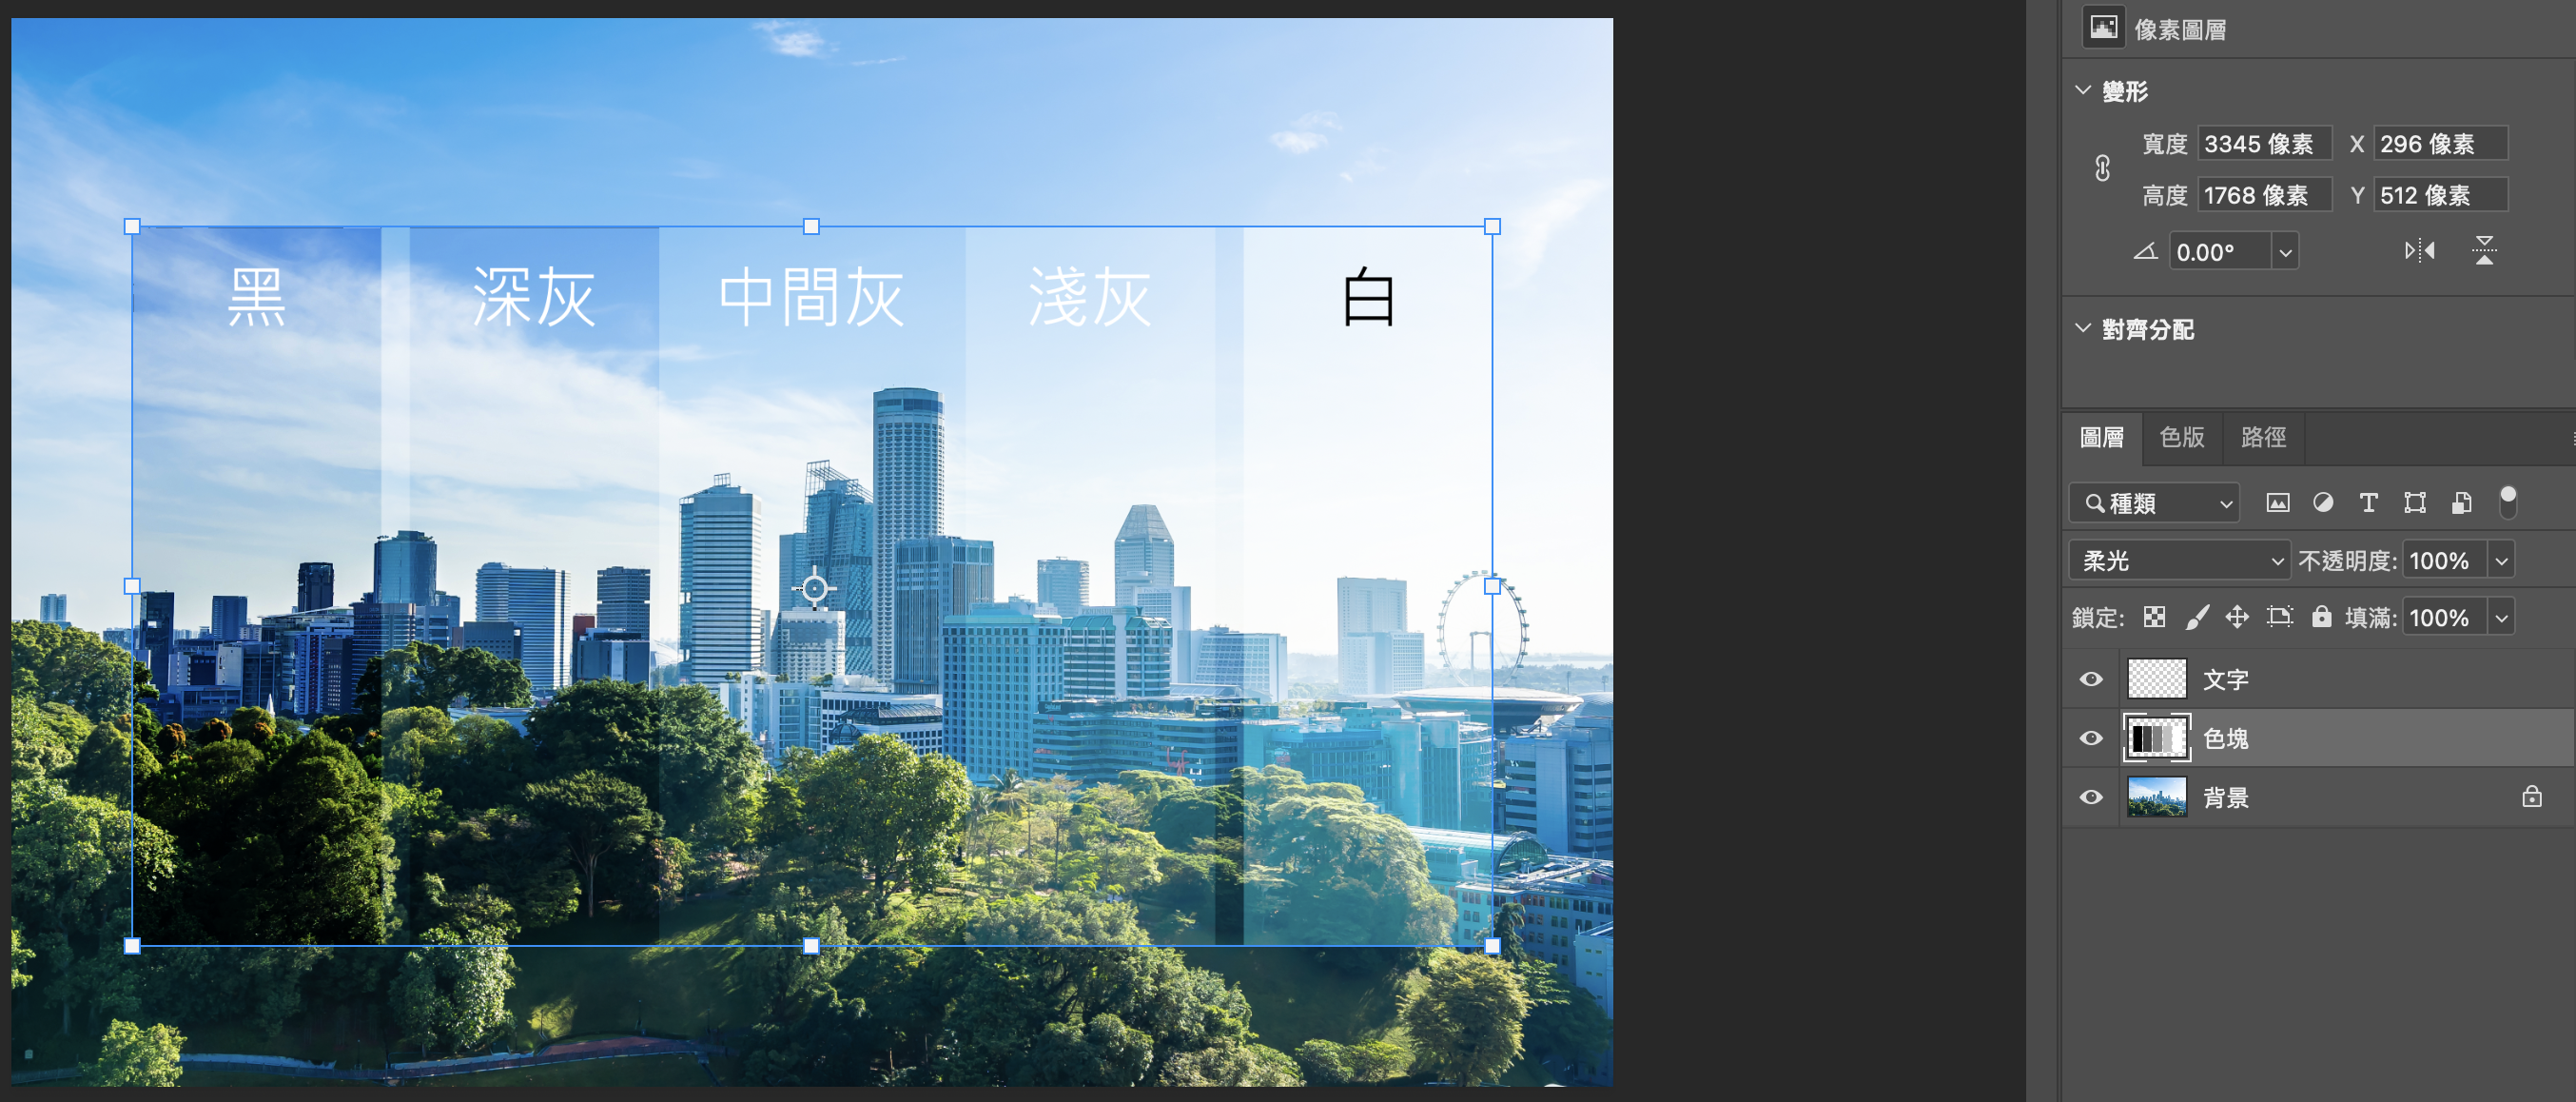 黑 深灰 中間灰 淺灰 白
像素圖層
變形
寬度 3345 像素 X 296 像素
高度 1768 像素 Y 512 像素
0.00°
對齊分配
圖層 色版 路徑
種類
柔光 不透明度: 100%
鎖定: 填滿: 100%
文字
色塊
背景